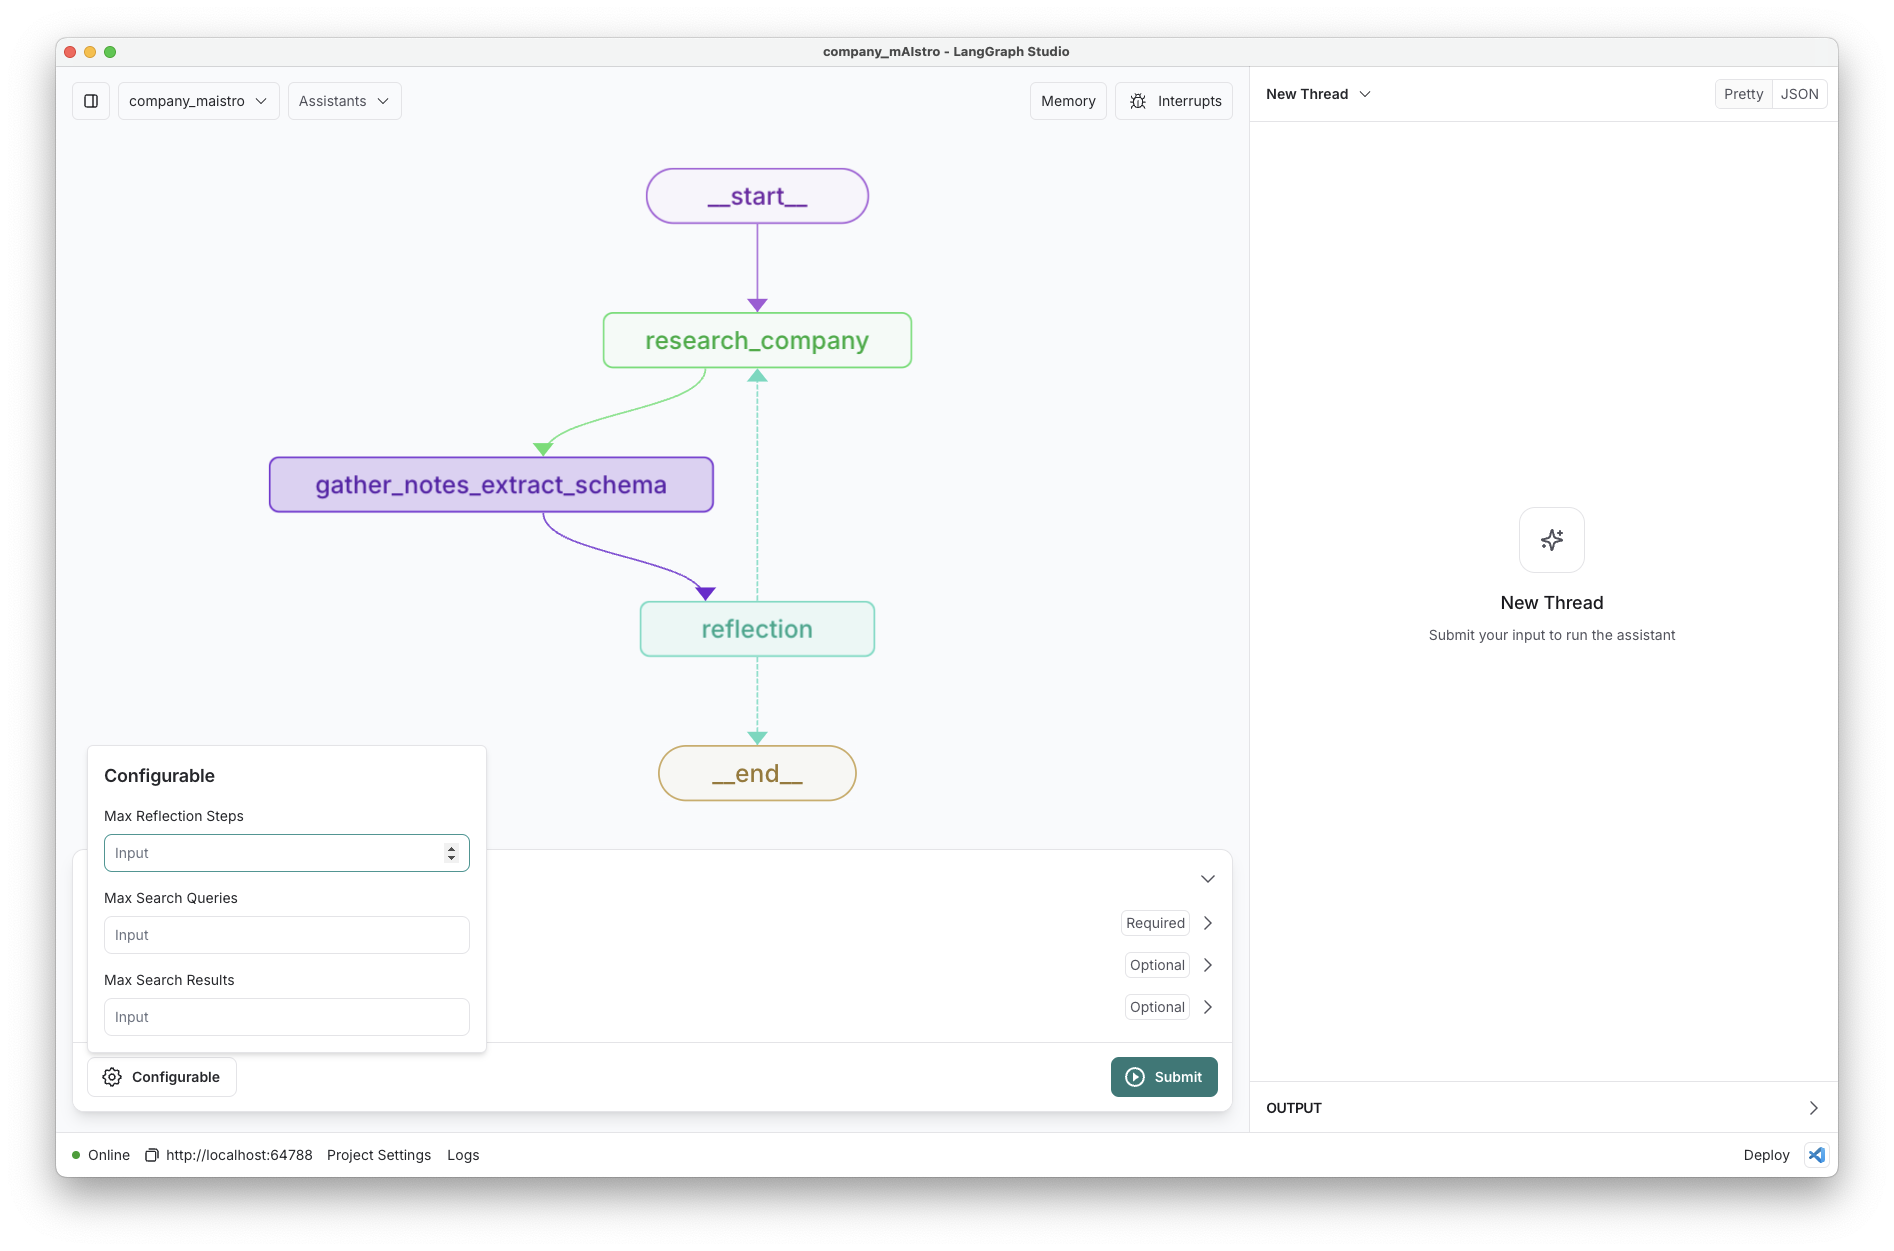 company_mAIstro - LangGraph Studio
company_maistro
Assistants
Memory
Interrupts
New Thread
Pretty
JSON
__start__
research_company
gather_notes_extract_schema
reflection
__end__
New Thread
Submit your input to run the assistant
Configurable
Max Reflection Steps
Input
Max Search Queries
Input
Max Search Results
Input
Required
Optional
Optional
Configurable
Submit
OUTPUT
Online
http://localhost:64788
Project Settings
Logs
Deploy